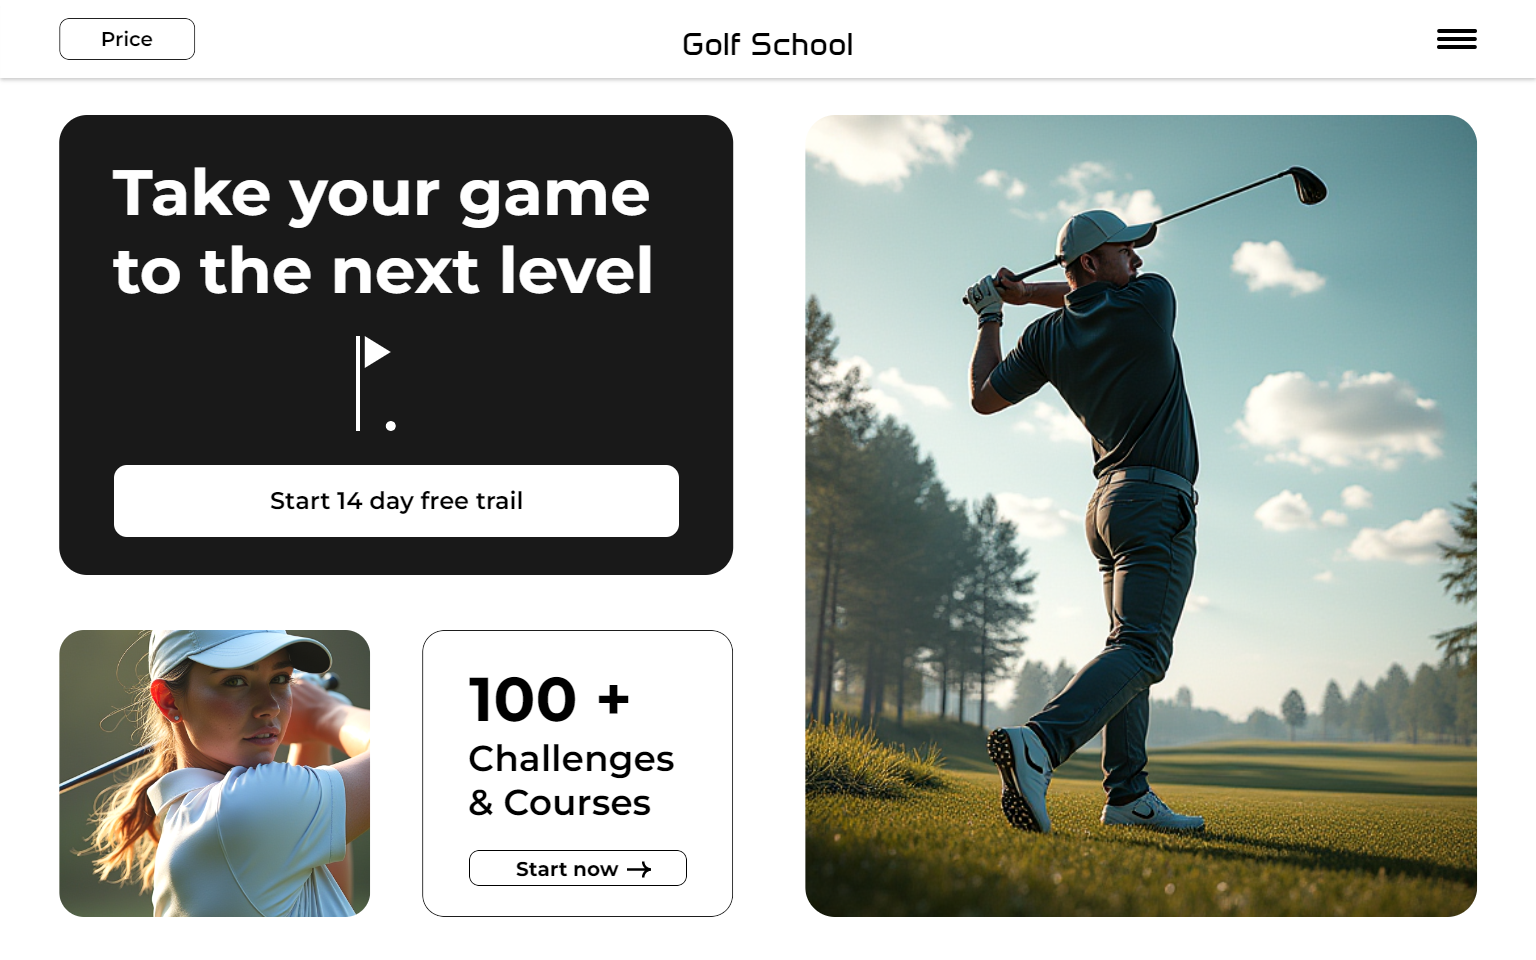 Price
Golf School
Take your game
to the next level
Start 14 day free trail
100 +
Challenges
& Courses
Start now